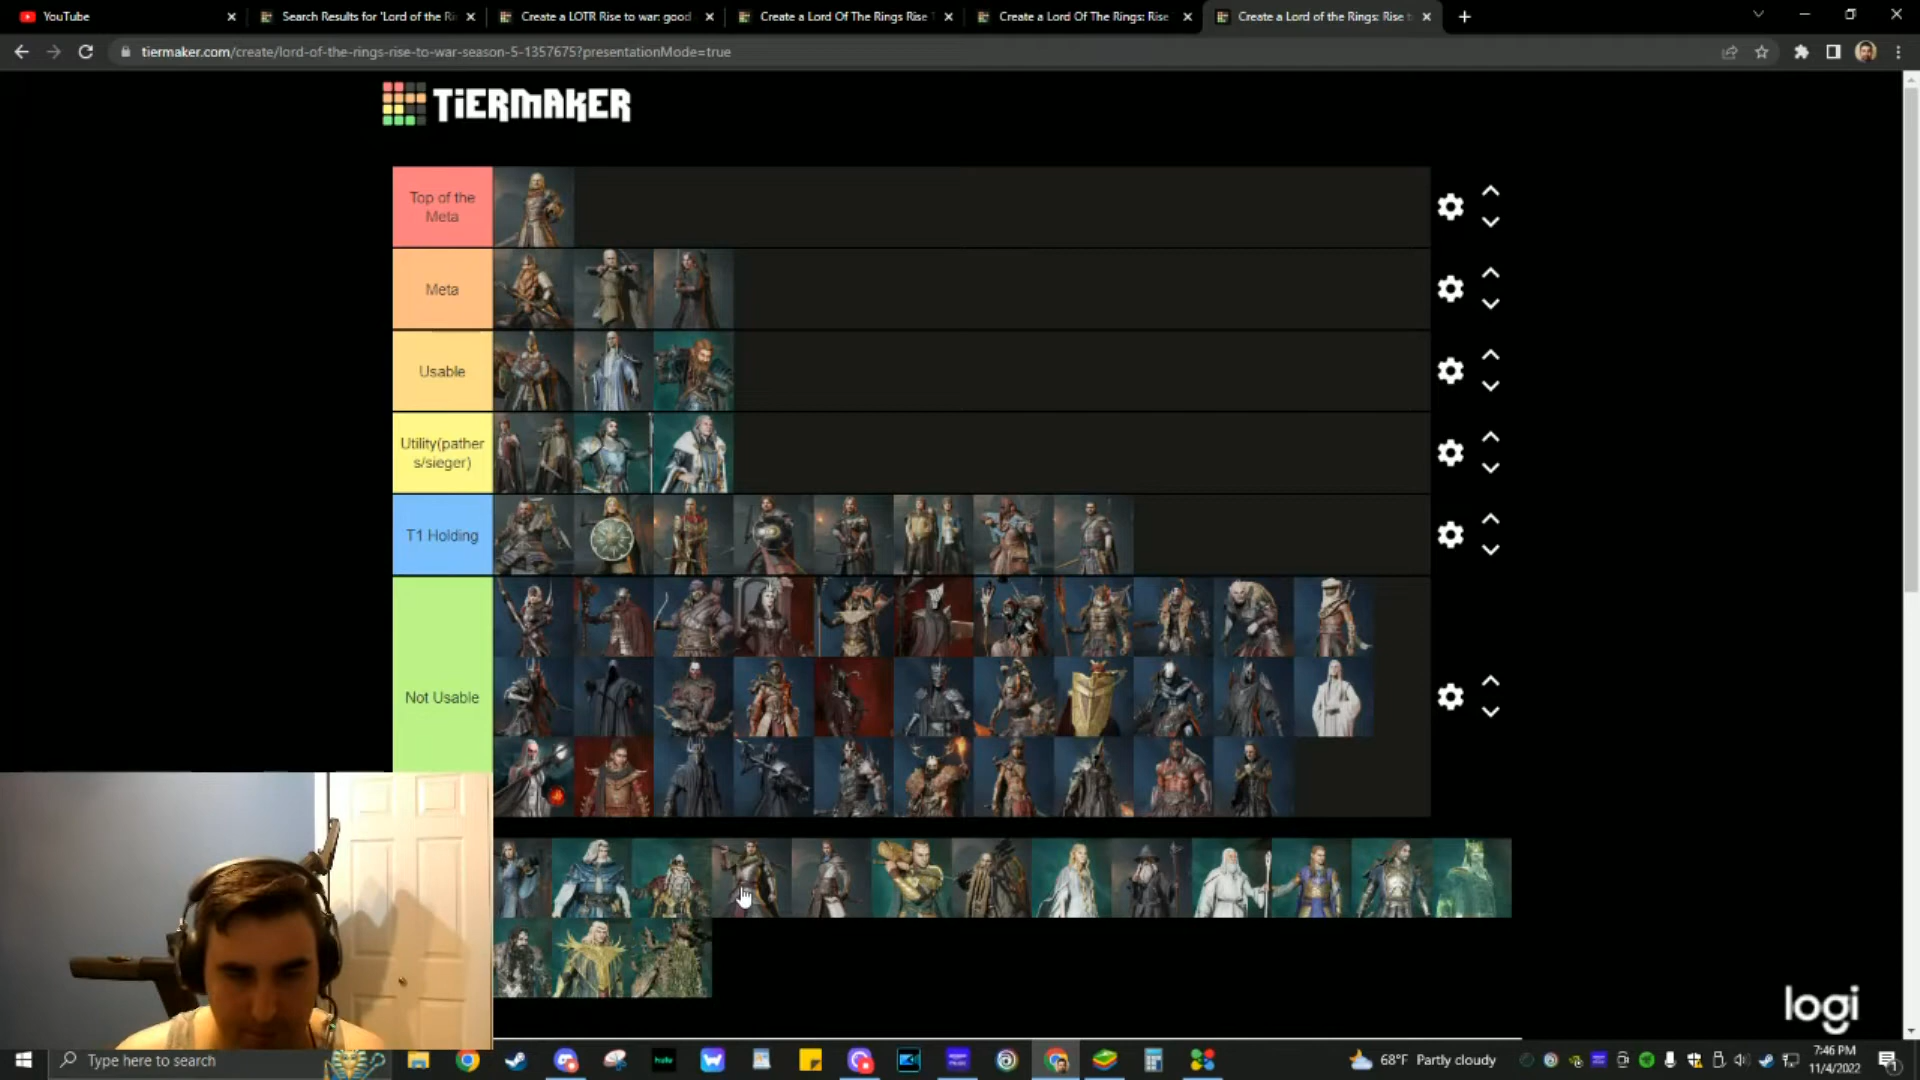 YouTube
Search Results for 'Lord of the Ri
Create a LOTR Rise to war: good
Create a Lord Of The Rings Rise
Create a Lord Of The Rings: Rise
Create a Lord of the Rings: Rise t
tiermaker.com/create/lord-of-the-rings-rise-to-war-season-5-1357675?presentationMode=true
TiERMAKER
Top of the
Meta
Meta
Usable
Utility(pather
s/sieger)
T1 Holding
Not Usable
logi
Type here to search
hulu
68°F Partly cloudy
7:46 PM
11/4/2022